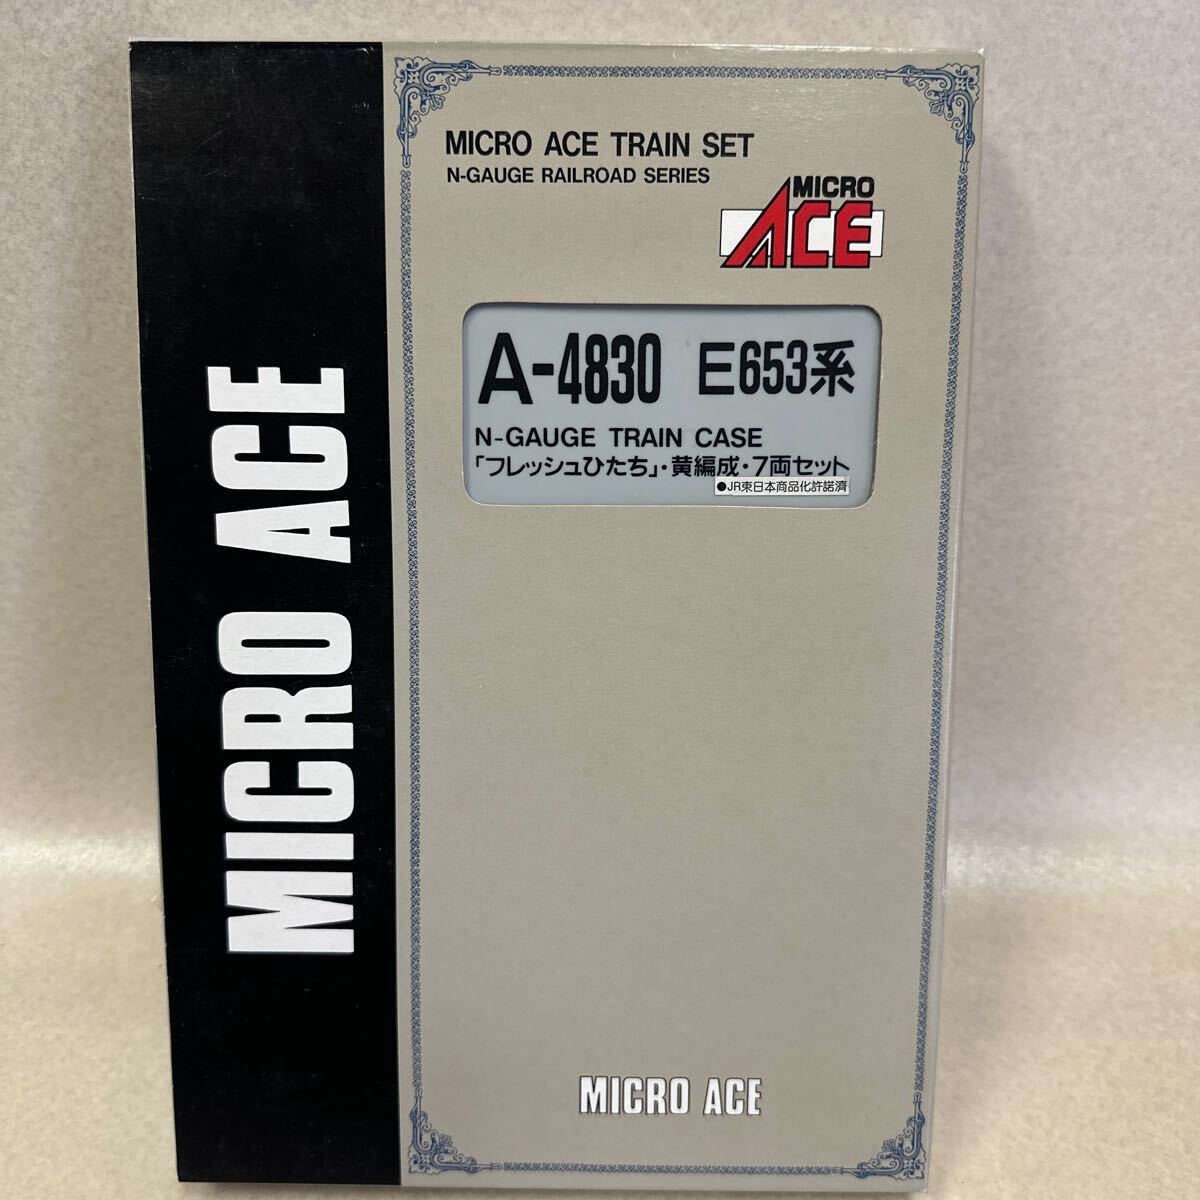 MICRO ACE
MICRO ACE TRAIN SET
N-GAUGE RAILROAD SERIES
MICRO
ACE
A-4830 E653系
N-GAUGE TRAIN CASE
「フレッシュひたち」・黄編成・7両セット
●JR東日本商品化許諾済
MICRO ACE